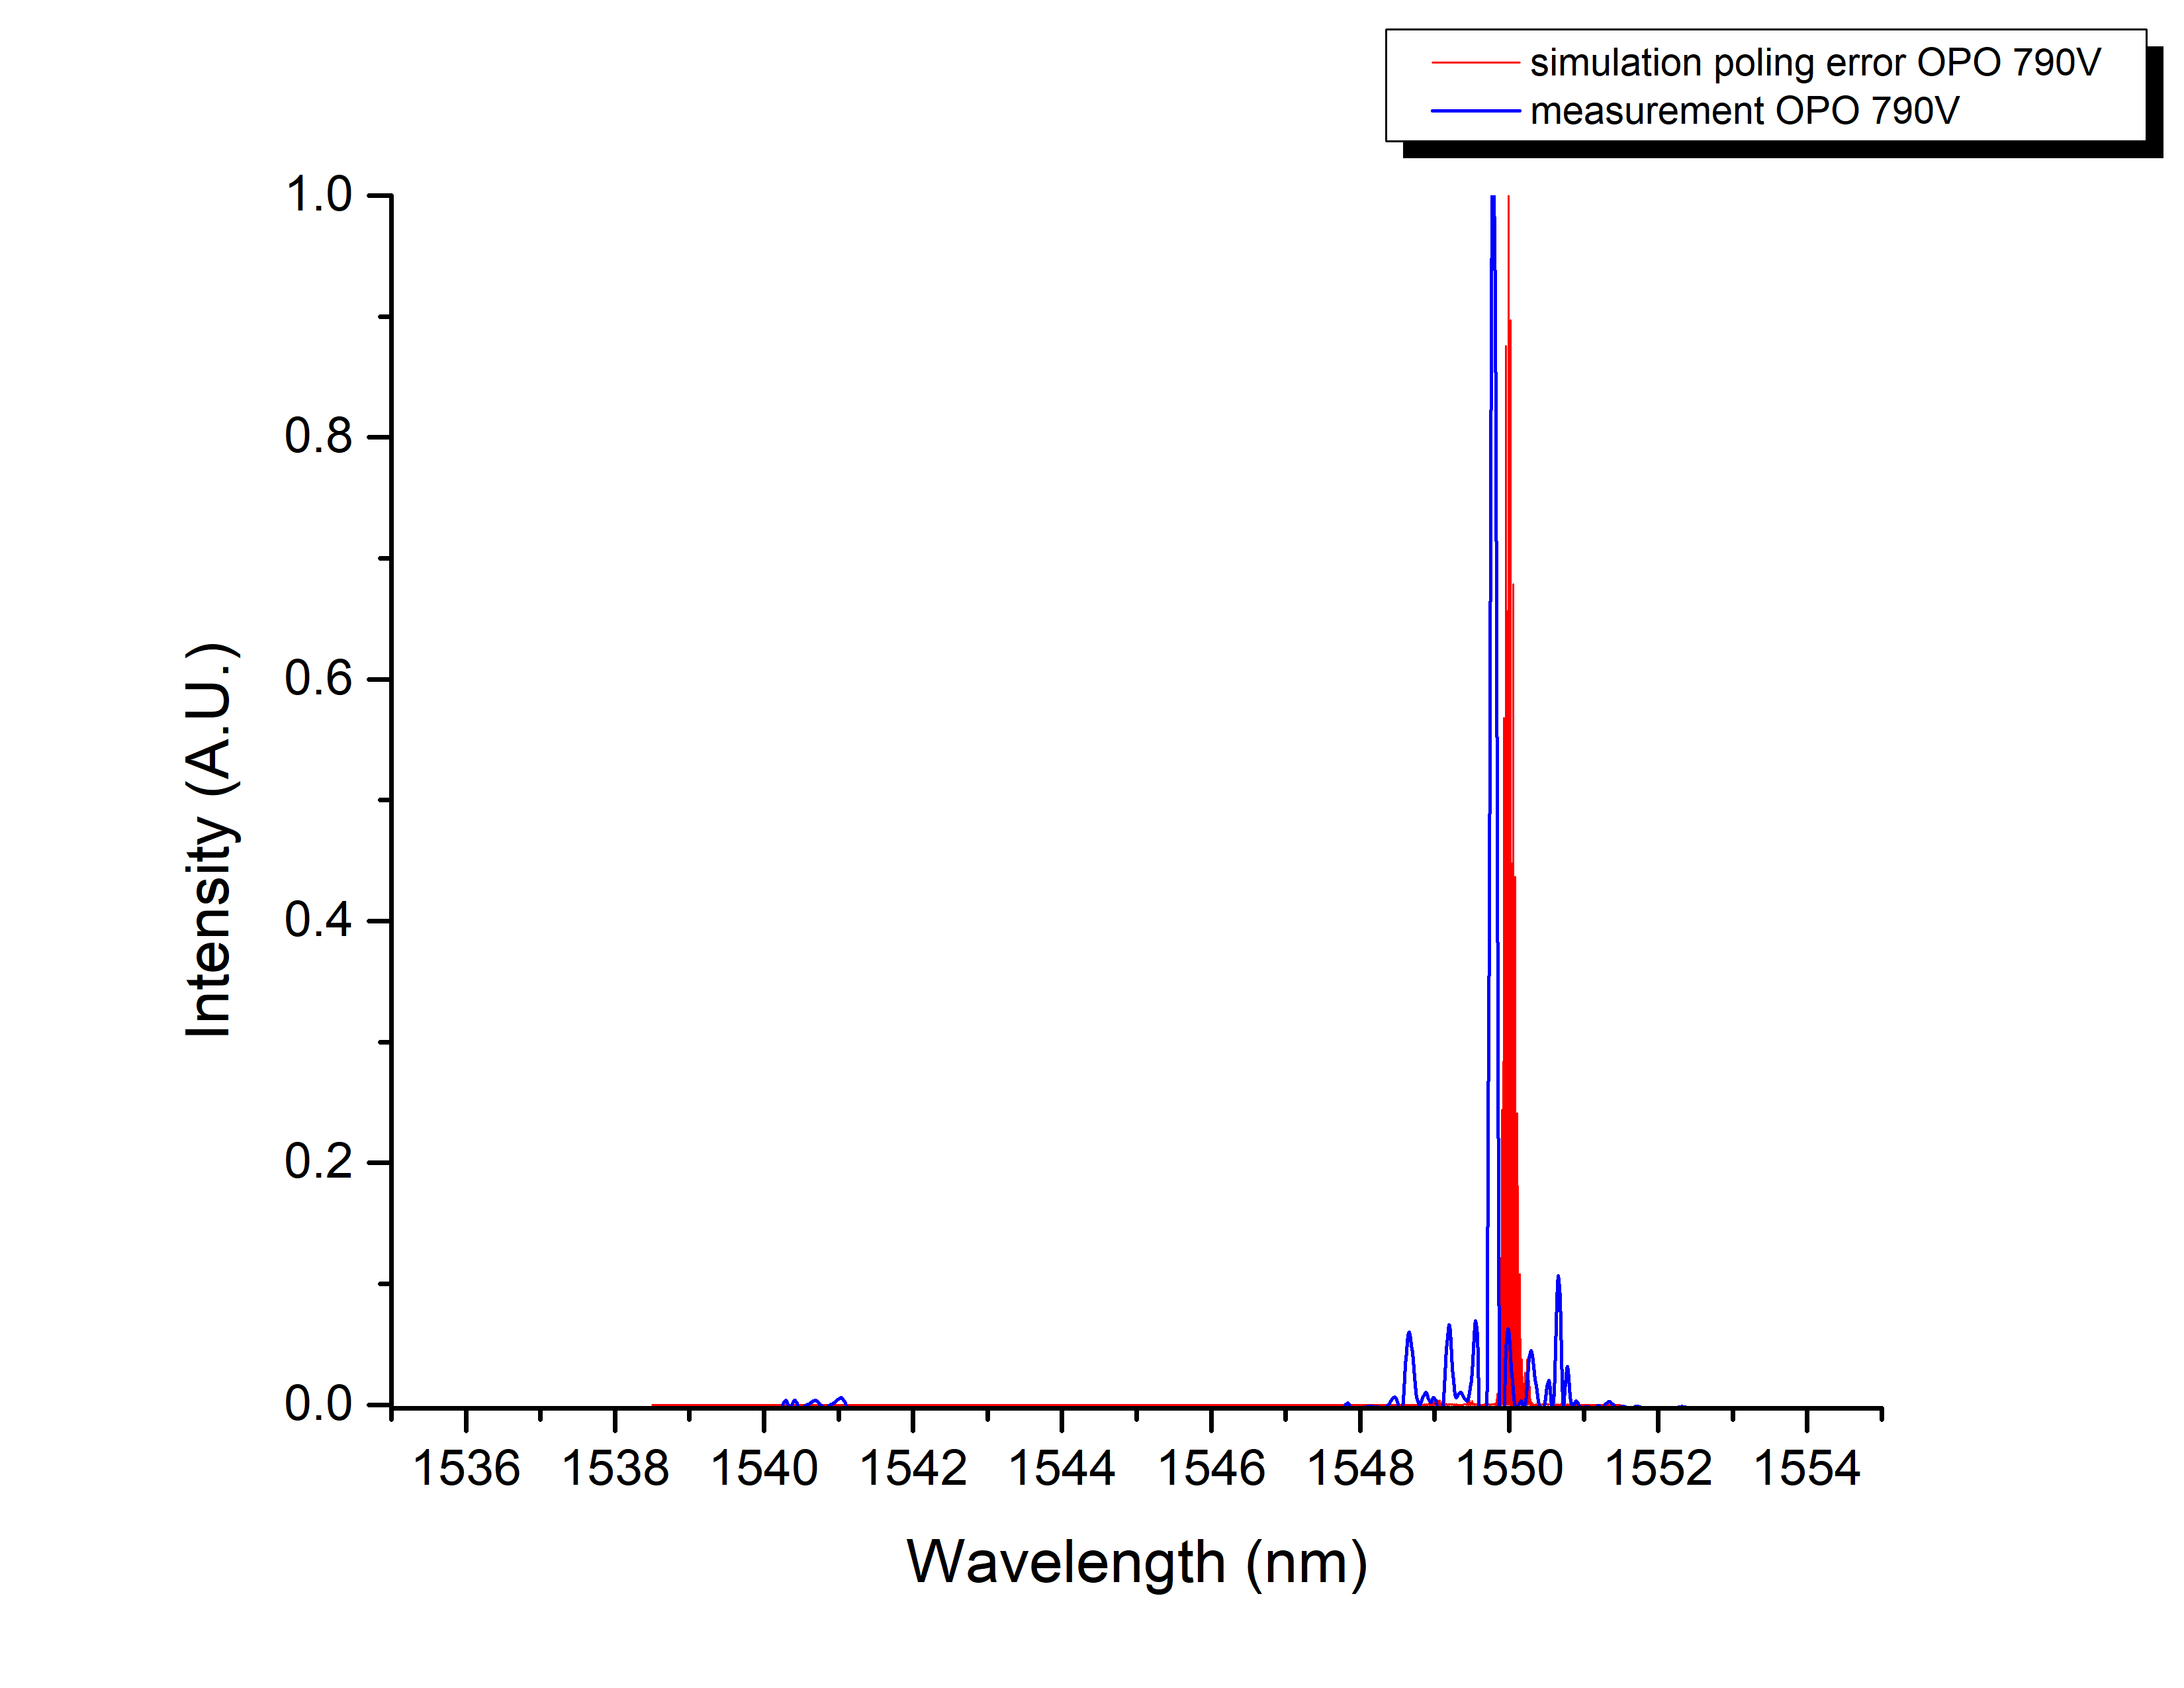 simulation poling error OPO 790V
measurement OPO 790V
1.0
0.8
0.6
0.4
0.2
0.0
Intensity (A.U.)
1536 1538 1540 1542 1544 1546 1548 1550 1552 1554
Wavelength (nm)